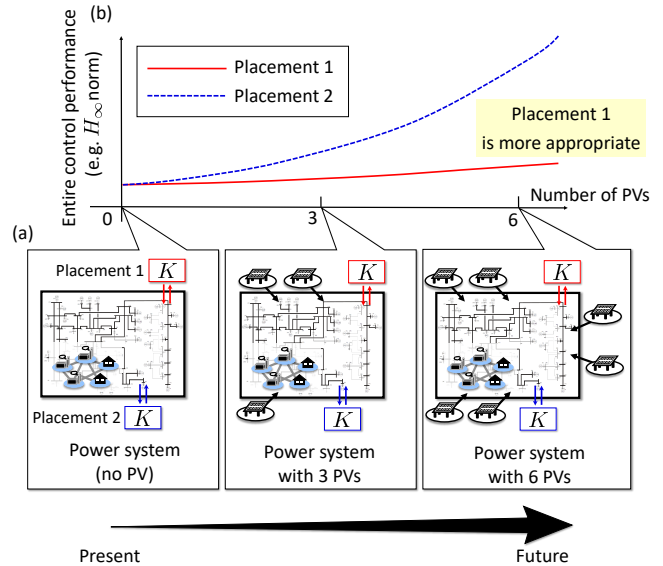 (b)
Entire control performance
(e.g. $H_\infty$ norm)
Placement 1
Placement 2
Placement 1
is more appropriate
Number of PVs
0
3
6
(a)
Placement 1
K
Placement 2
K
Power system
(no PV)
K
K
Power system
with 3 PVs
K
K
Power system
with 6 PVs
Present
Future